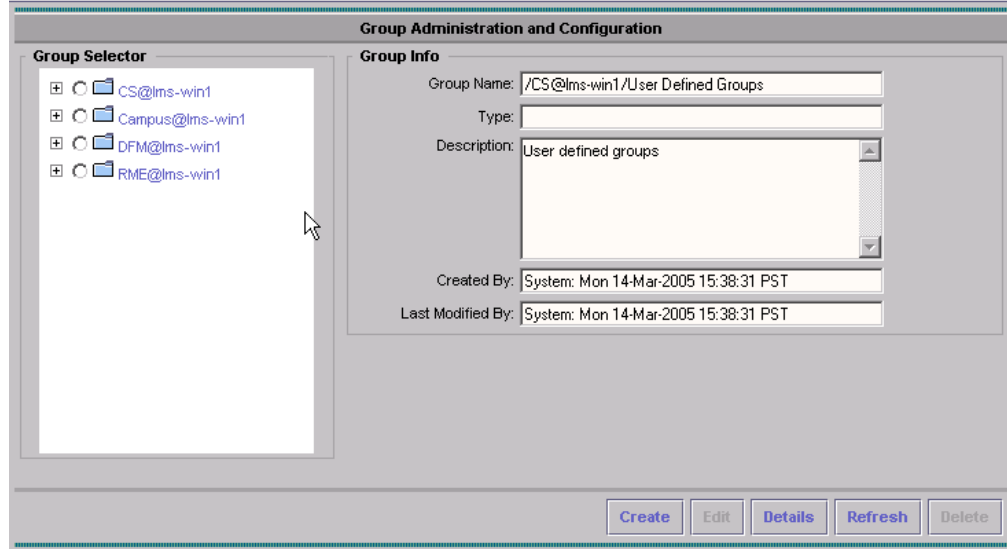 Group Administration and Configuration
Group Selector
CS@lms-win1
Campus@lms-win1
DFM@lms-win1
RME@lms-win1
Group Info
Group Name: /CS@lms-win1/User Defined Groups
Type:
Description: User defined groups
Created By: System: Mon 14-Mar-2005 15:38:31 PST
Last Modified By: System: Mon 14-Mar-2005 15:38:31 PST
Create Edit Details Refresh Delete